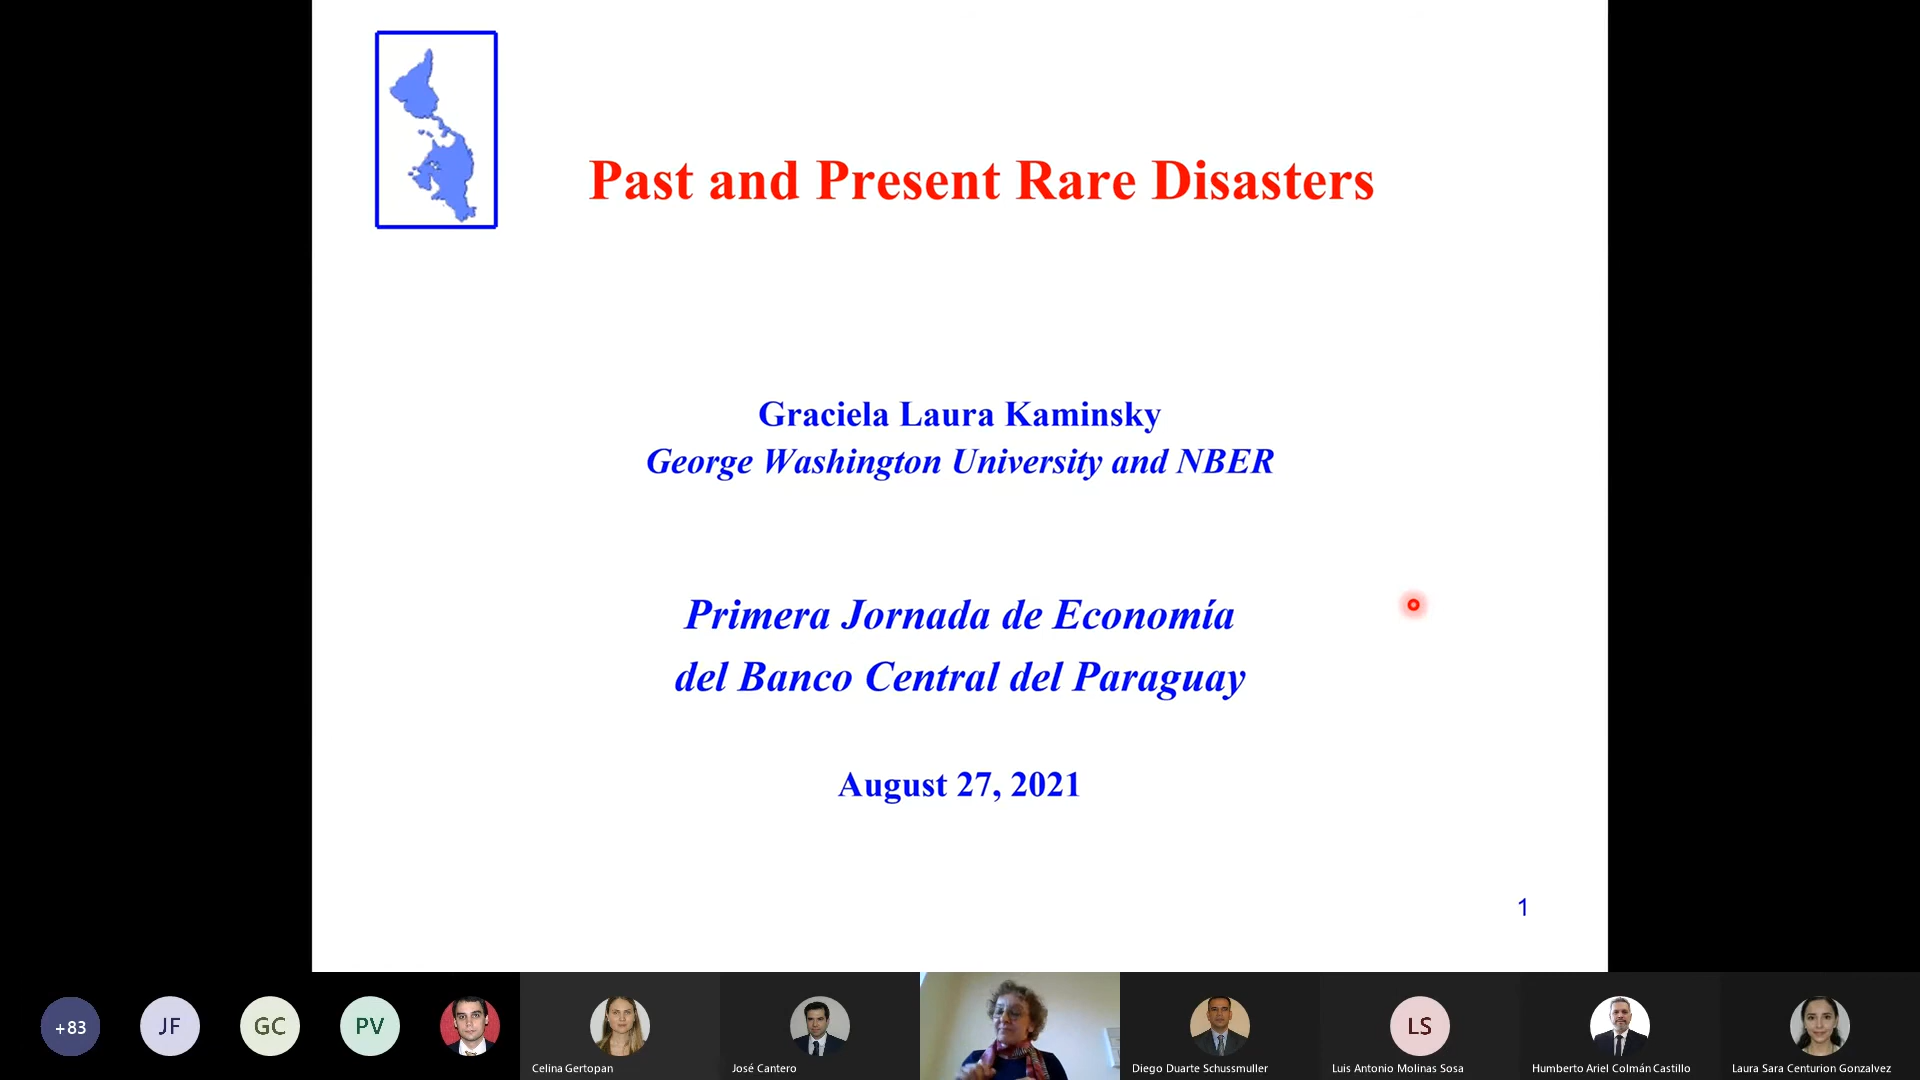 Past and Present Rare Disasters
Graciela Laura Kaminsky
George Washington University and NBER
Primera Jornada de Economía
del Banco Central del Paraguay
August 27, 2021
1
+83
JF
GC
PV
Celina Gertopan
José Cantero
Diego Duarte Schussmuller
LS
Luis Antonio Molinas Sosa
Humberto Ariel Colmán Castillo
Laura Sara Centurion Gonzalvez